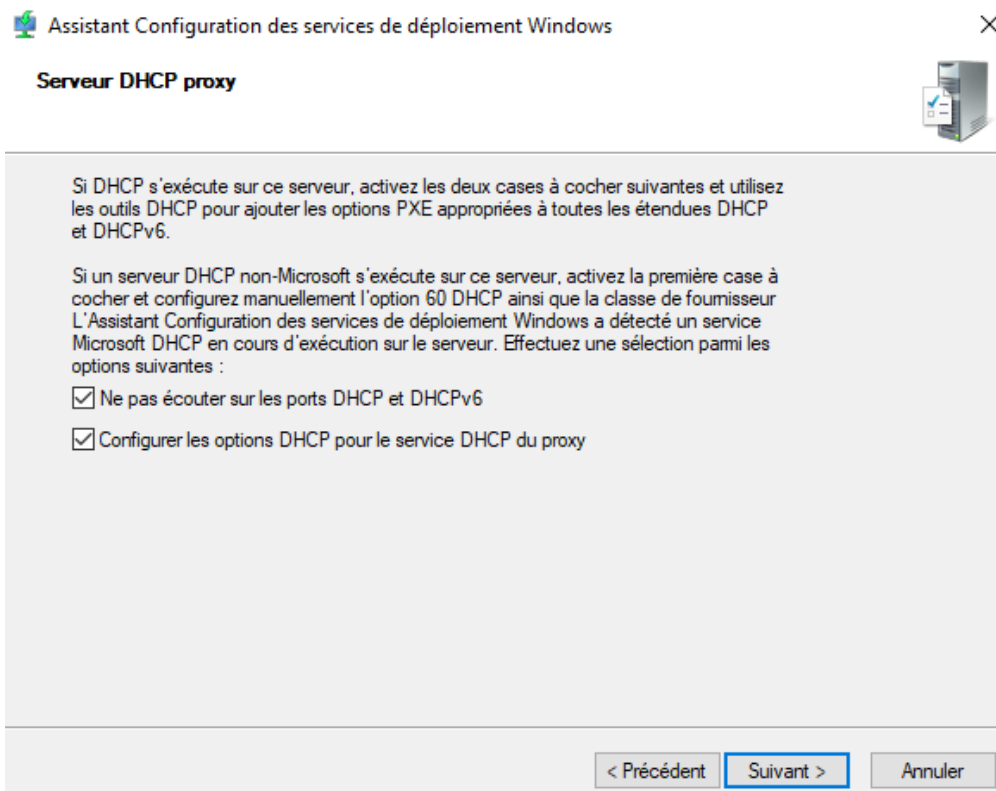 Assistant Configuration des services de déploiement Windows
Serveur DHCP proxy
Si DHCP s'exécute sur ce serveur, activez les deux cases à cocher suivantes et utilisez
les outils DHCP pour ajouter les options PXE appropriées à toutes les étendues DHCP
et DHCPv6.
Si un serveur DHCP non-Microsoft s'exécute sur ce serveur, activez la première case à
cocher et configurez manuellement l'option 60 DHCP ainsi que la classe de fournisseur
L'Assistant Configuration des services de déploiement Windows a détecté un service
Microsoft DHCP en cours d'exécution sur le serveur. Effectuez une sélection parmi les
options suivantes :
Ne pas écouter sur les ports DHCP et DHCPv6
Configurer les options DHCP pour le service DHCP du proxy
< Précédent Suivant > Annuler